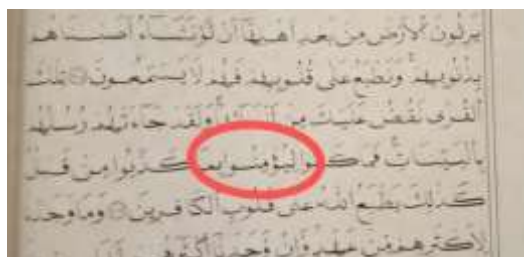 يرثون الأرض من بعد أهلها أن لو نشاء أصبناهم
بذنوبهم ونطبع على قلوبهم فهم لا يسمعون تلك
القرى نقص عليك من أنبائها ولقد جاءتهم رسلهم
بالبينات فما كانوا ليؤمنوا بما كذبوا من قبل
كذلك يطبع الله على قلوب الكافرين وما وجدنا
لأكثرهم من عهد وإن وجدنا أكثرهم